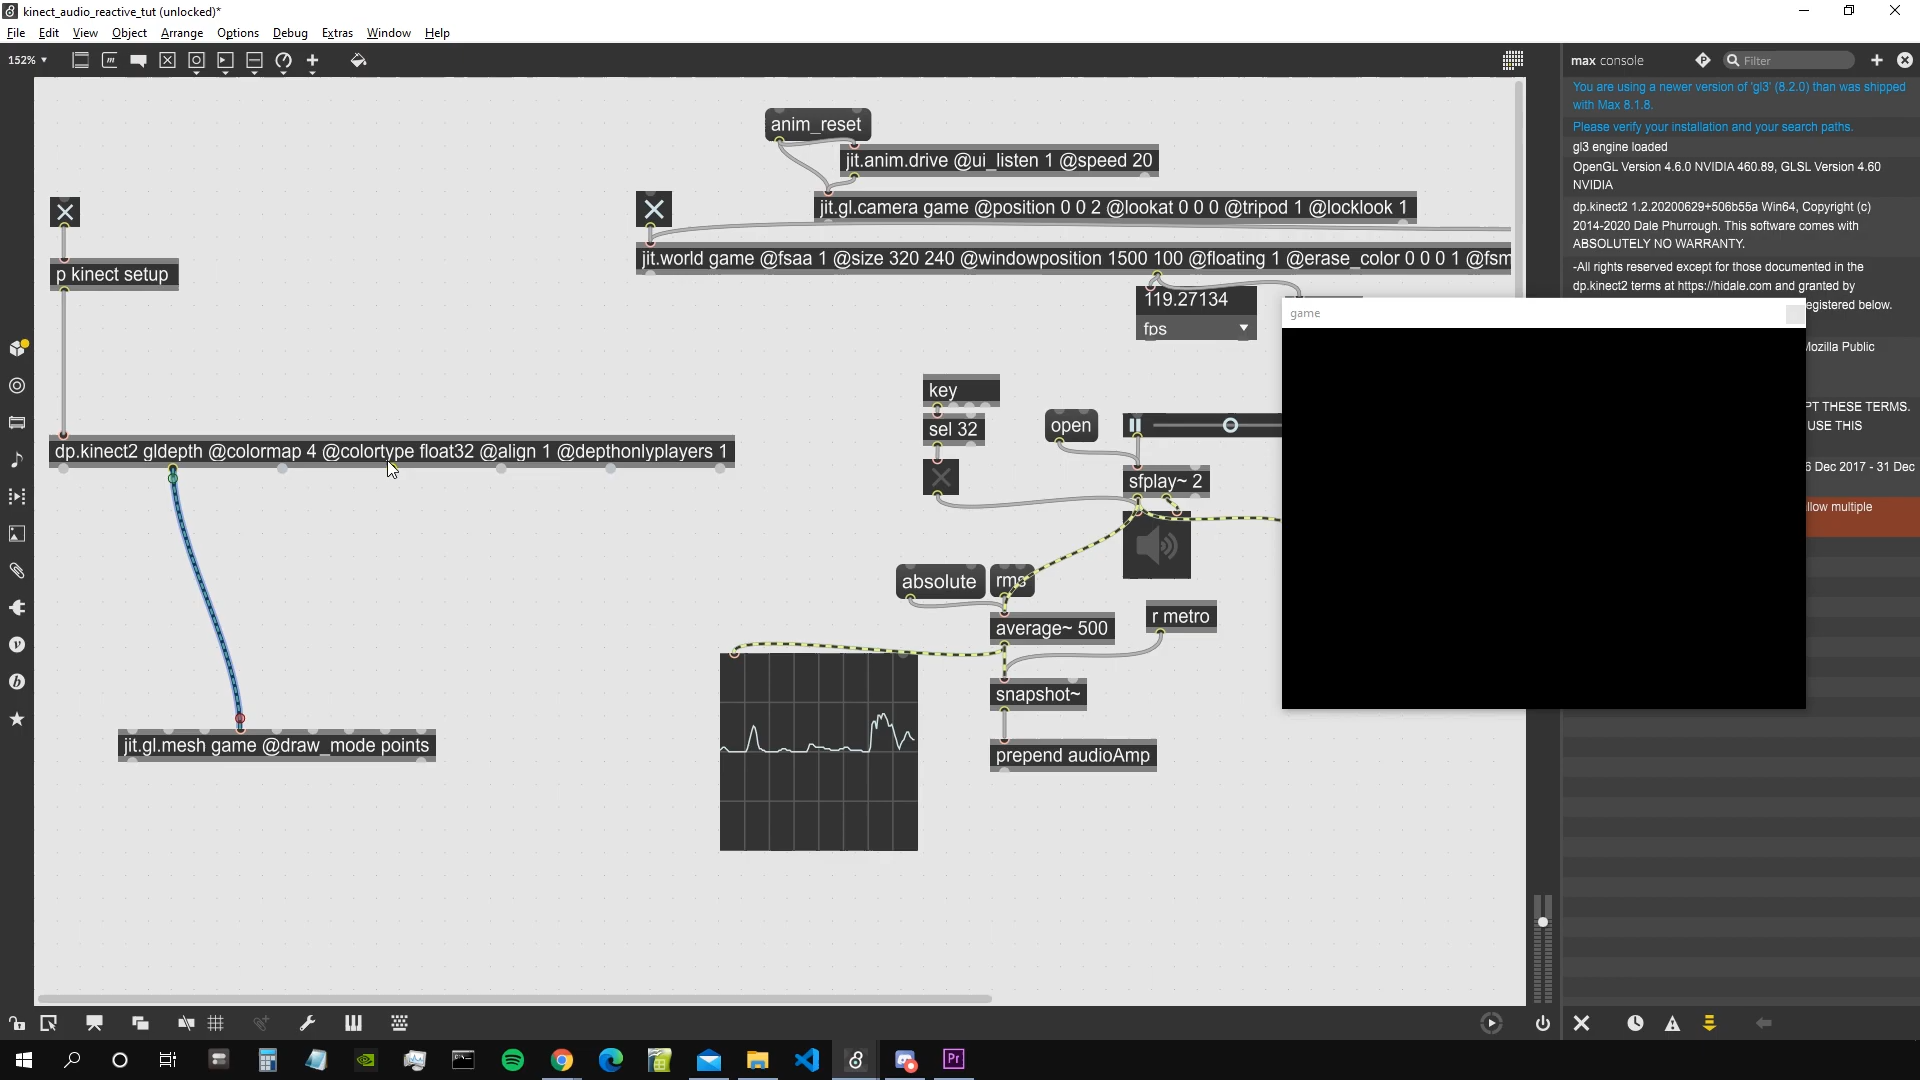 kinect_audio_reactive_tut (unlocked)*
File Edit View Object Arrange Options Debug Extras Window Help
152%
max console
Filter
You are using a newer version of 'gl3' (8.2.0) than was shipped
with Max 8.1.8.
Please verify your installation and your search paths.
gl3 engine loaded
OpenGL Version 4.6.0 NVIDIA 460.89, GLSL Version 4.60
NVIDIA
dp.kinect2 1.2.20200629+506b55a Win64, Copyright (c)
2014-2020 Dale Phurrough. This software comes with
ABSOLUTELY NO WARRANTY.
-All rights reserved except for those documented in the
dp.kinect2 terms at https://hidale.com and granted by
egistered below.
Mozilla Public
PT THESE TERMS.
USE THIS
6 Dec 2017 - 31 Dec
llow multiple
anim_reset
jit.anim.drive @ui_listen 1 @speed 20
jit.gl.camera game @position 0 0 2 @lookat 0 0 0 @tripod 1 @locklook 1
p kinect setup
jit.world game @fsaa 1 @size 320 240 @windowposition 1500 100 @floating 1 @erase_color 0 0 0 1 @fsm
119.27134
fps
game
key
sel 32
open
dp.kinect2 gldepth @colormap 4 @colortype float32 @align 1 @depthonlyplayers 1
sfplay~ 2
absolute
rms
r metro
average~ 500
snapshot~
jit.gl.mesh game @draw_mode points
prepend audioAmp
Pr